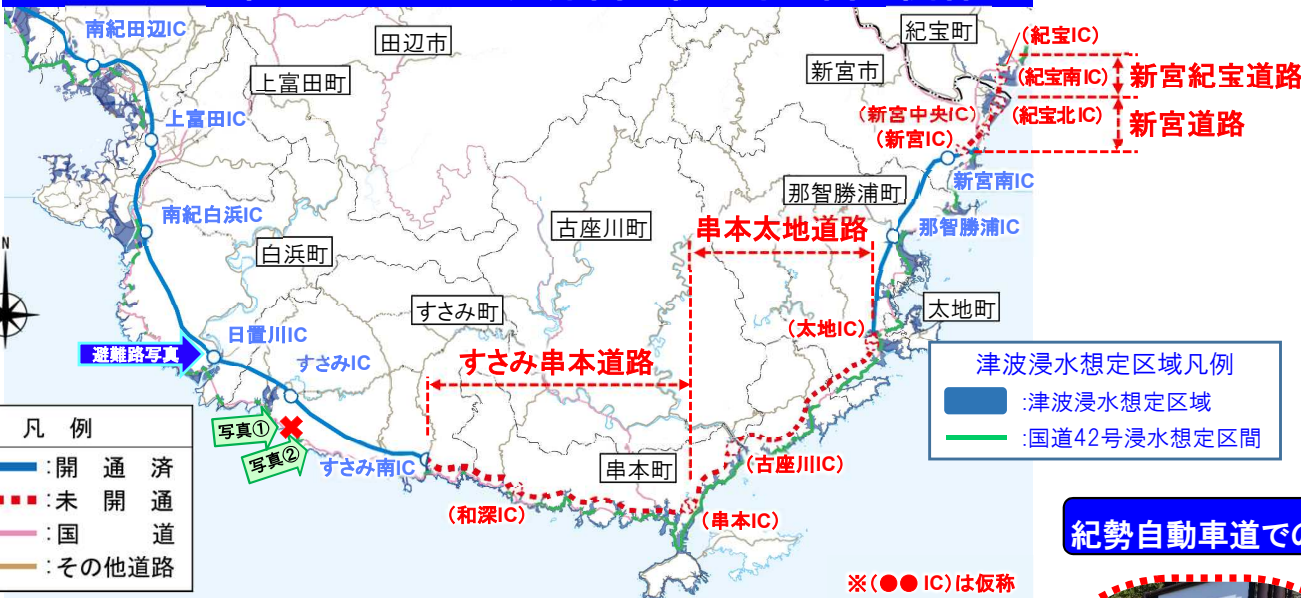 南紀田辺IC
田辺市
紀宝町
(紀宝IC)
上富田町
新宮市
(紀宝南IC)
新宮紀宝道路
上富田IC
(新宮中央IC)
(紀宝北IC)
新宮道路
(新宮IC)
那智勝浦町
新宮南IC
南紀白浜IC
古座川町
串本太地道路
那智勝浦IC
N
白浜町
すさみ町
太地町
日置川IC
(太地IC)
避難路写真
すさみIC
すさみ串本道路
津波浸水想定区域凡例
:津波浸水想定区域
:国道42号浸水想定区間
凡 例
:開 通 済
:未 開 通
:国 道
:その他道路
写真①
写真②
すさみ南IC
串本町
(古座川IC)
(和深IC)
(串本IC)
紀勢自動車道での
※(●● IC)は仮称